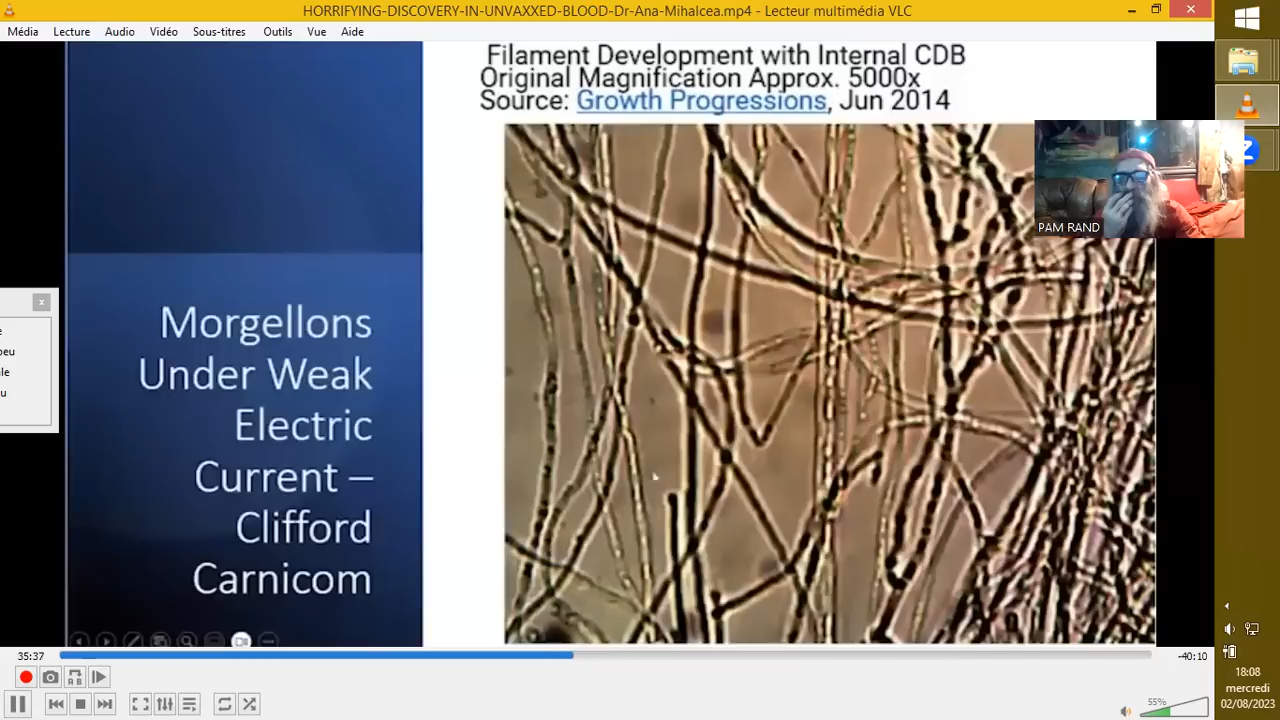 HORRIFYING-DISCOVERY-IN-UNVAXXED-BLOOD-Dr-Ana-Mihalcea.mp4 - Lecteur multimédia VLC
Média Lecture Audio Vidéo Sous-titres Outils Vue Aide
Filament Development with Internal CDB
Original Magnification Approx. 5000x
Source: Growth Progressions, Jun 2014
PAM RAND
Morgellons
Under Weak
Electric
Current –
Clifford
Carnicom
35:37
-40:10
55%
18:08
mercredi
02/08/2023